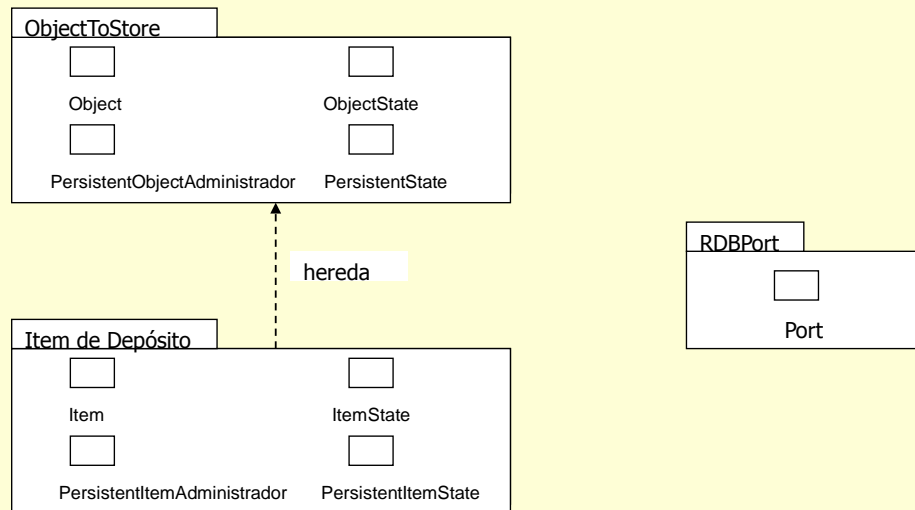 ObjectToStore
Object
ObjectState
PersistentObjectAdministrador
PersistentState
hereda
RDBPort
Port
Item de Depósito
Item
ItemState
PersistentItemAdministrador
PersistentItemState